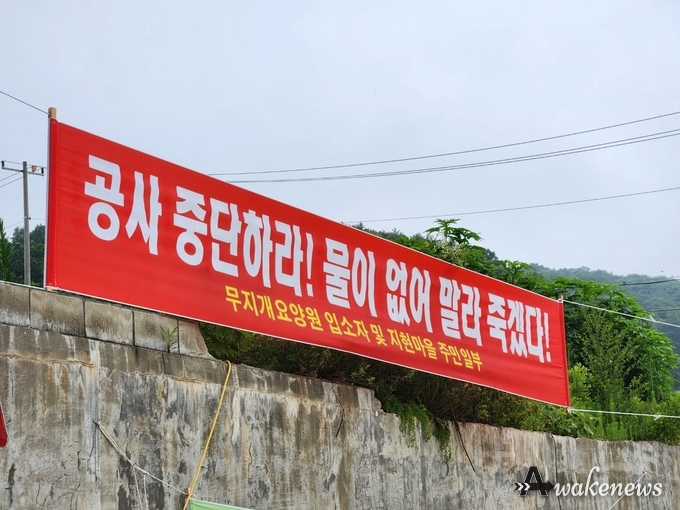 공사 중단하라! 물이 없어 말라 죽겠다!
무지개요양원 입소자 및 지현마을 주민일부
Awakenews